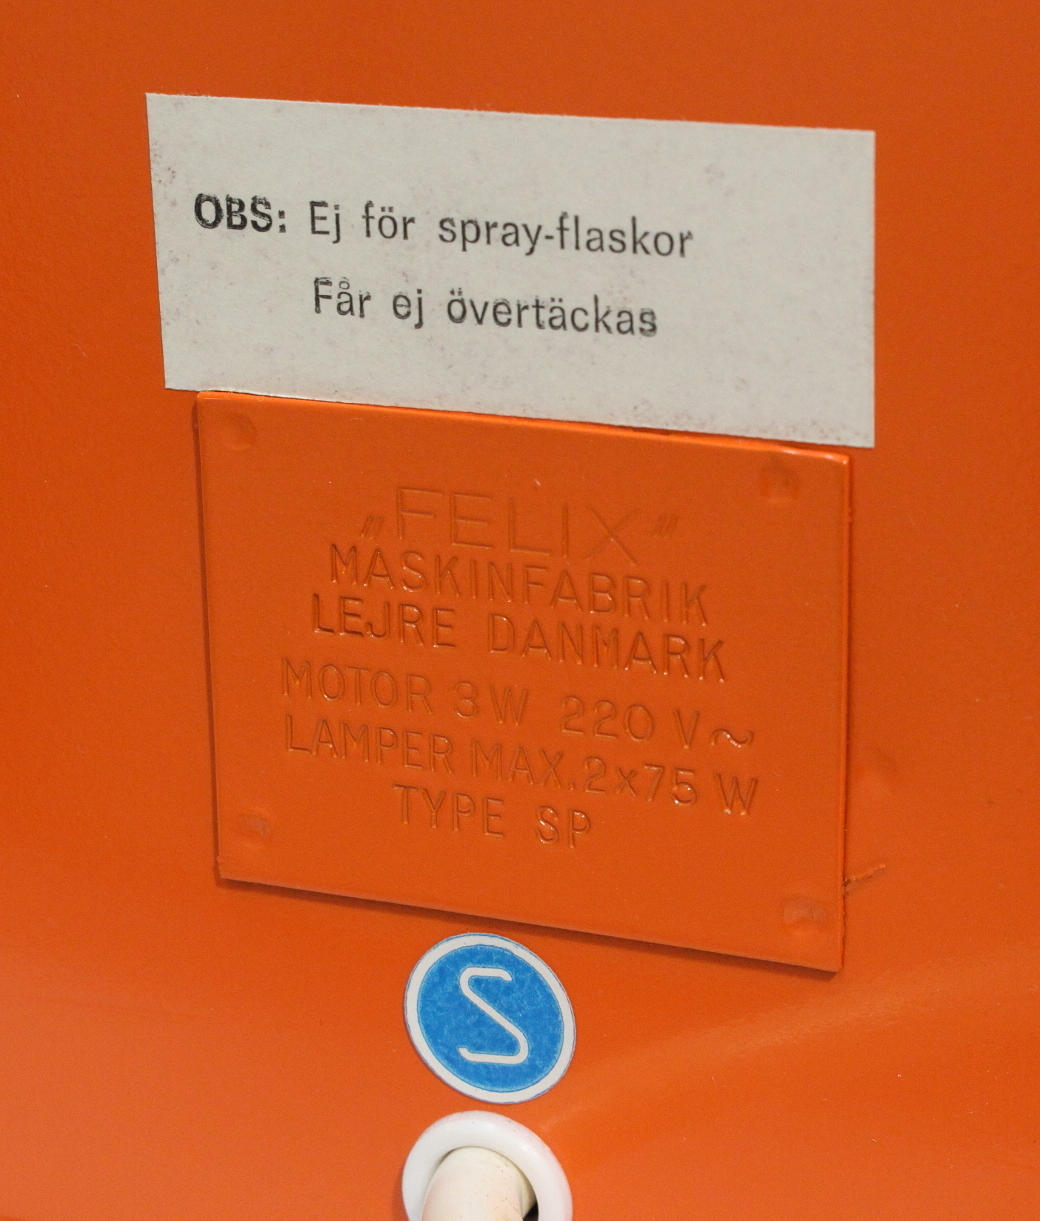 OBS: Ej för spray-flaskor
Får ej övertäckas
„FELIX”
MASKINFABRIK
LEJRE DANMARK
MOTOR 3W 220 V~
LAMPER MAX.2x75 W
TYPE SP
S